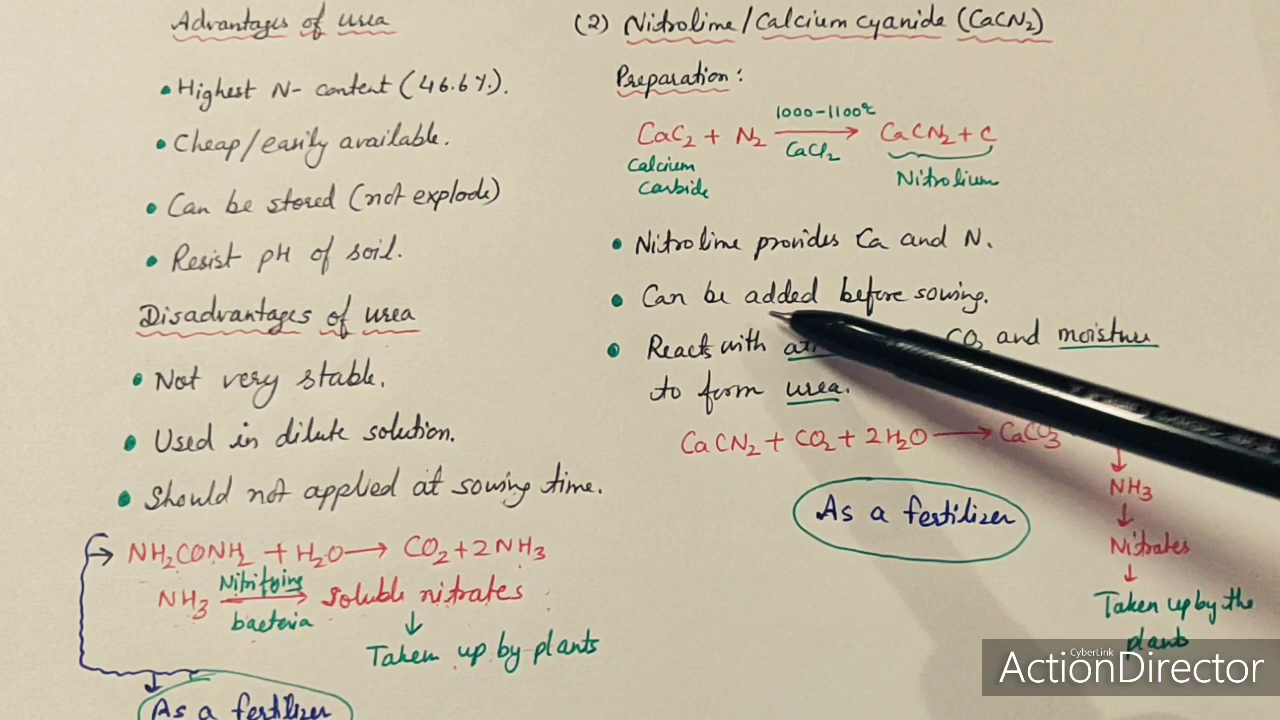 Advantages of urea
• Highest N- content (46.6%).
• Cheap/easily available.
• Can be stored (not explode)
• Resist pH of soil.
Disadvantages of urea
• Not very stable.
• Used in dilute solution.
• Should not applied at sowing time.
NH2CONH2 + H2O → CO2 + 2NH3
NH3 → soluble nitrates
Nitrifying
bacteria
↓
Taken up by plants
As a fertilizer
(2) Nitrolime/Calcium cyanide (CaCN2)
Preparation:
1000-1100°C
CaC2 + N2 → CaCN2 + C
CaCl2
Calcium
Carbide
Nitrolium
• Nitrolime provides Ca and N.
• Can be added before sowing.
• Reacts with CO2 and moisture
to form urea.
CaCN2 + CO2 + 2H2O → CaCO3
↓
NH3
↓
Nitrates
↓
Taken up by the
plants
As a fertilizer
CyberLink
ActionDirector